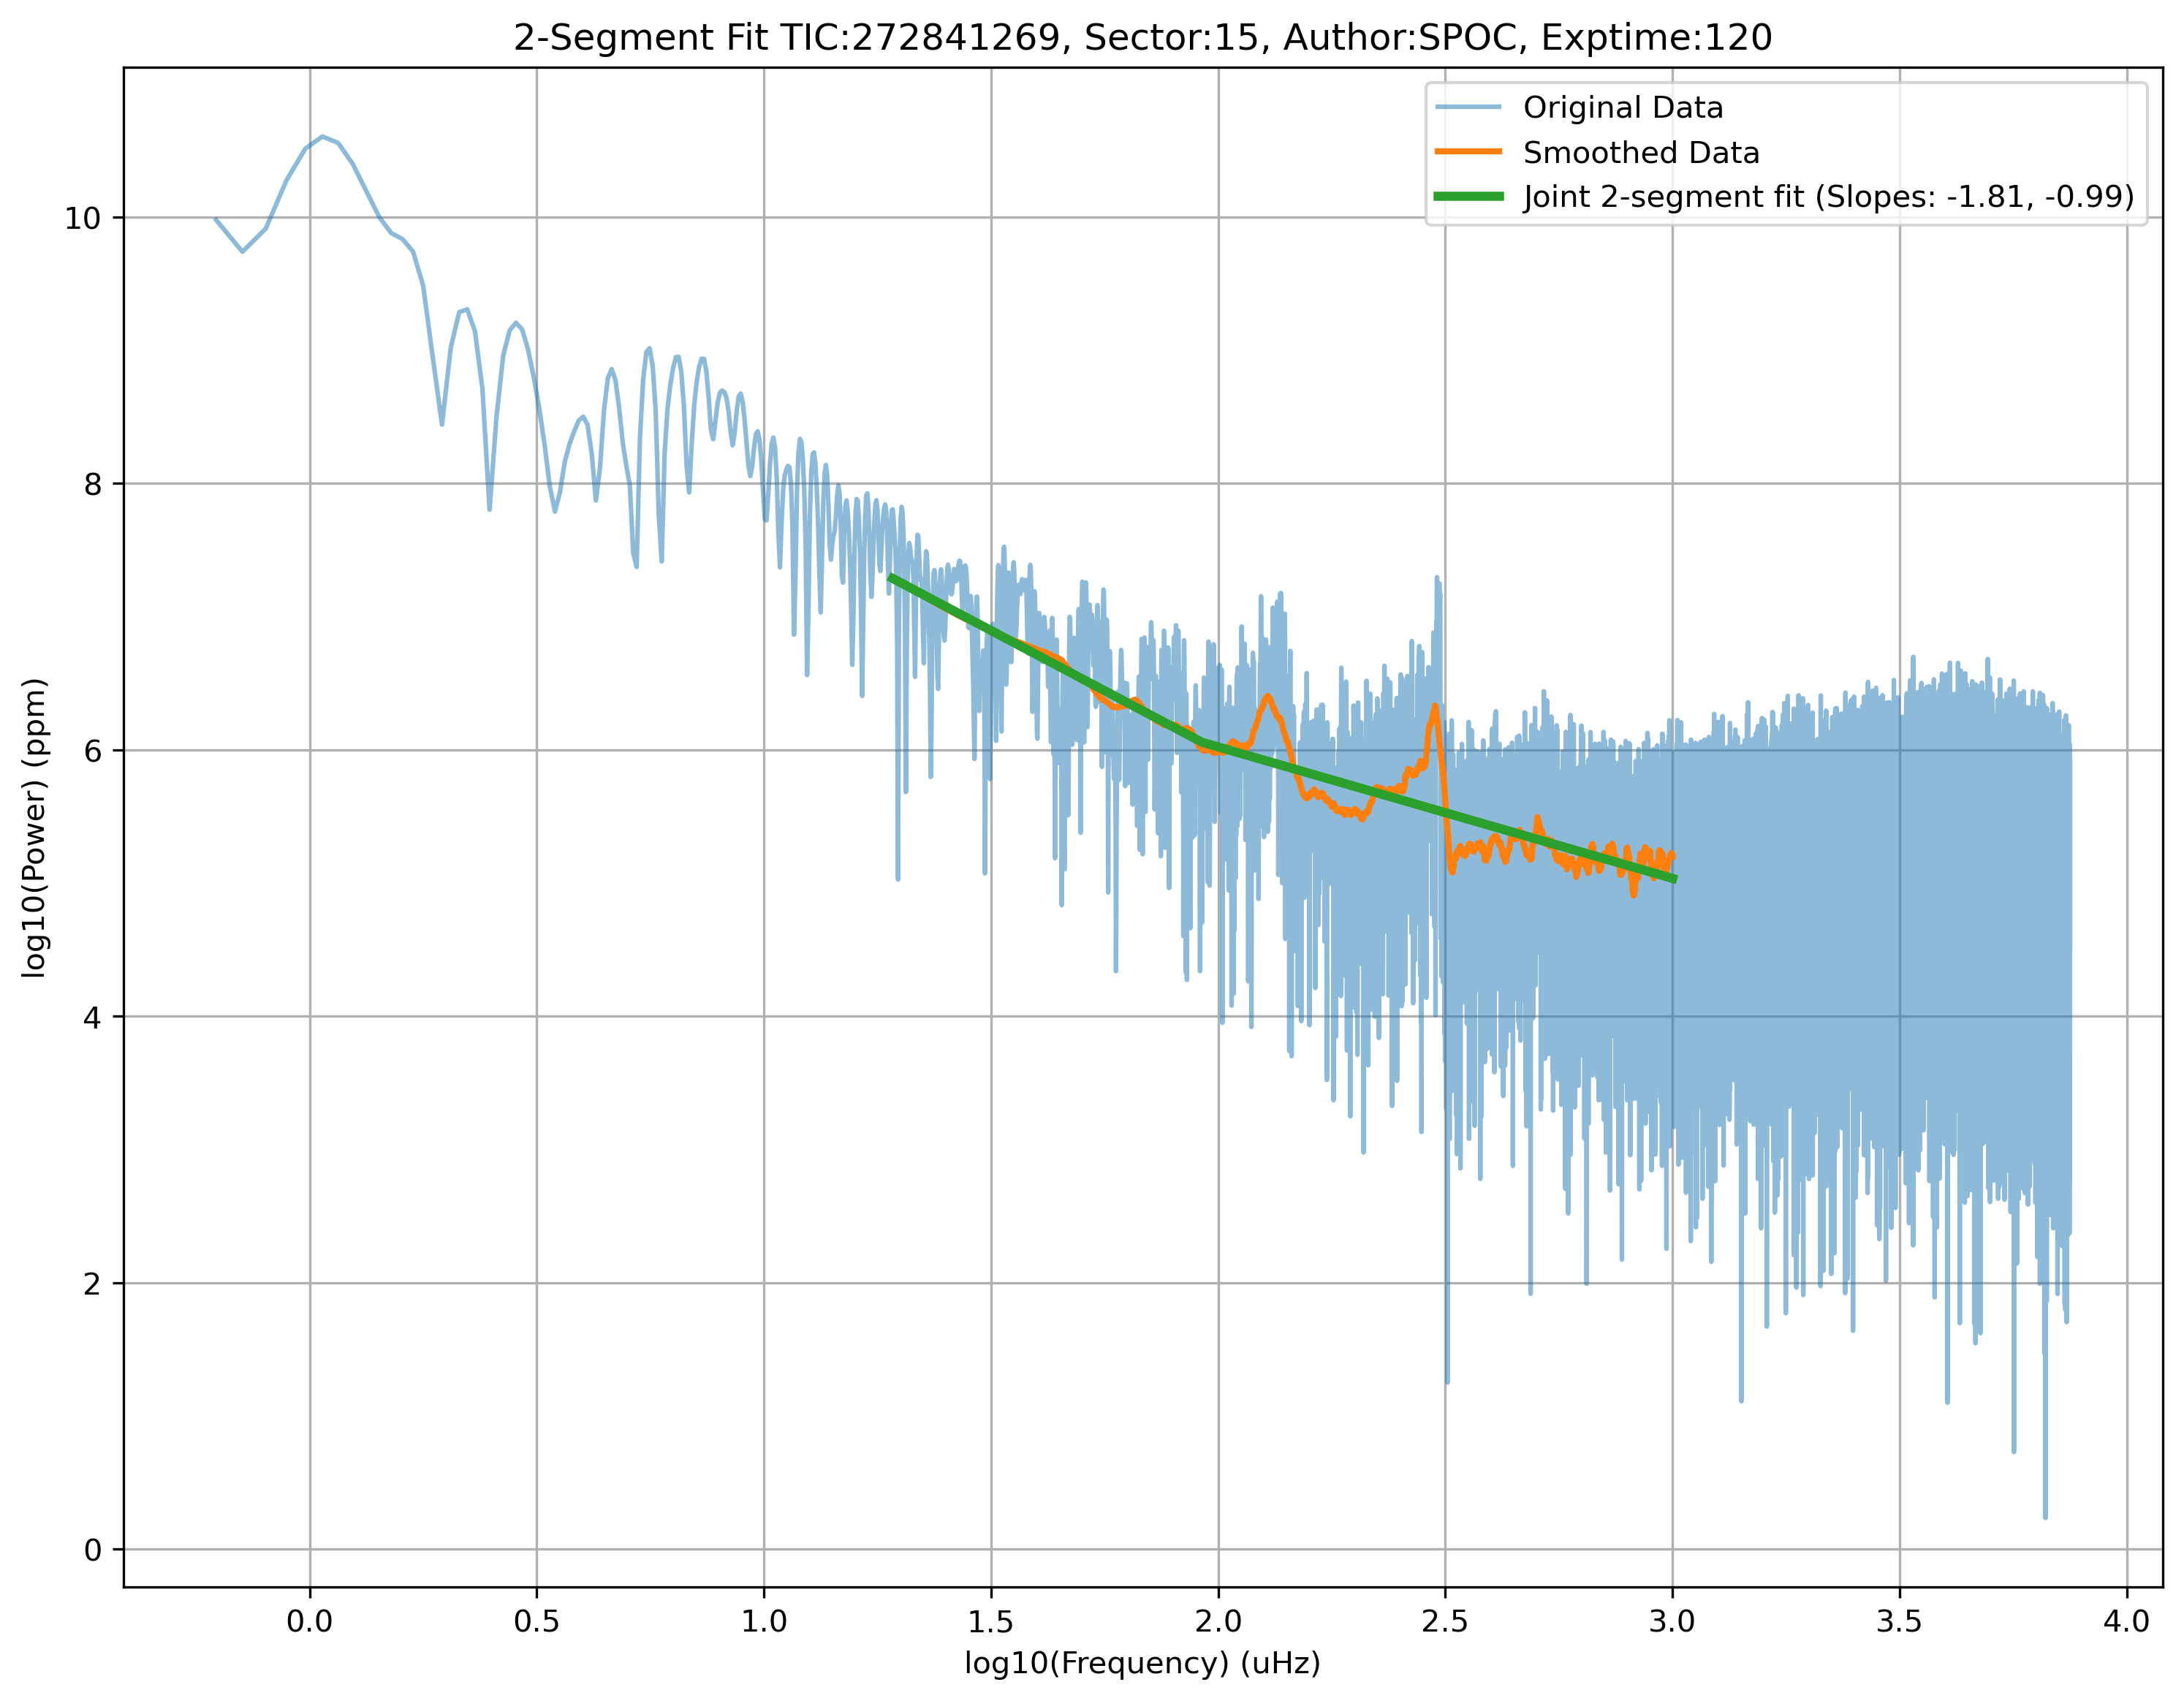 2-Segment Fit TIC:272841269, Sector:15, Author:SPOC, Exptime:120
Original Data
Smoothed Data
Joint 2-segment fit (Slopes: -1.81, -0.99)
log10(Power) (ppm)
10
8
6
4
2
0
0.0 0.5 1.0 1.5 2.0 2.5 3.0 3.5 4.0
log10(Frequency) (uHz)